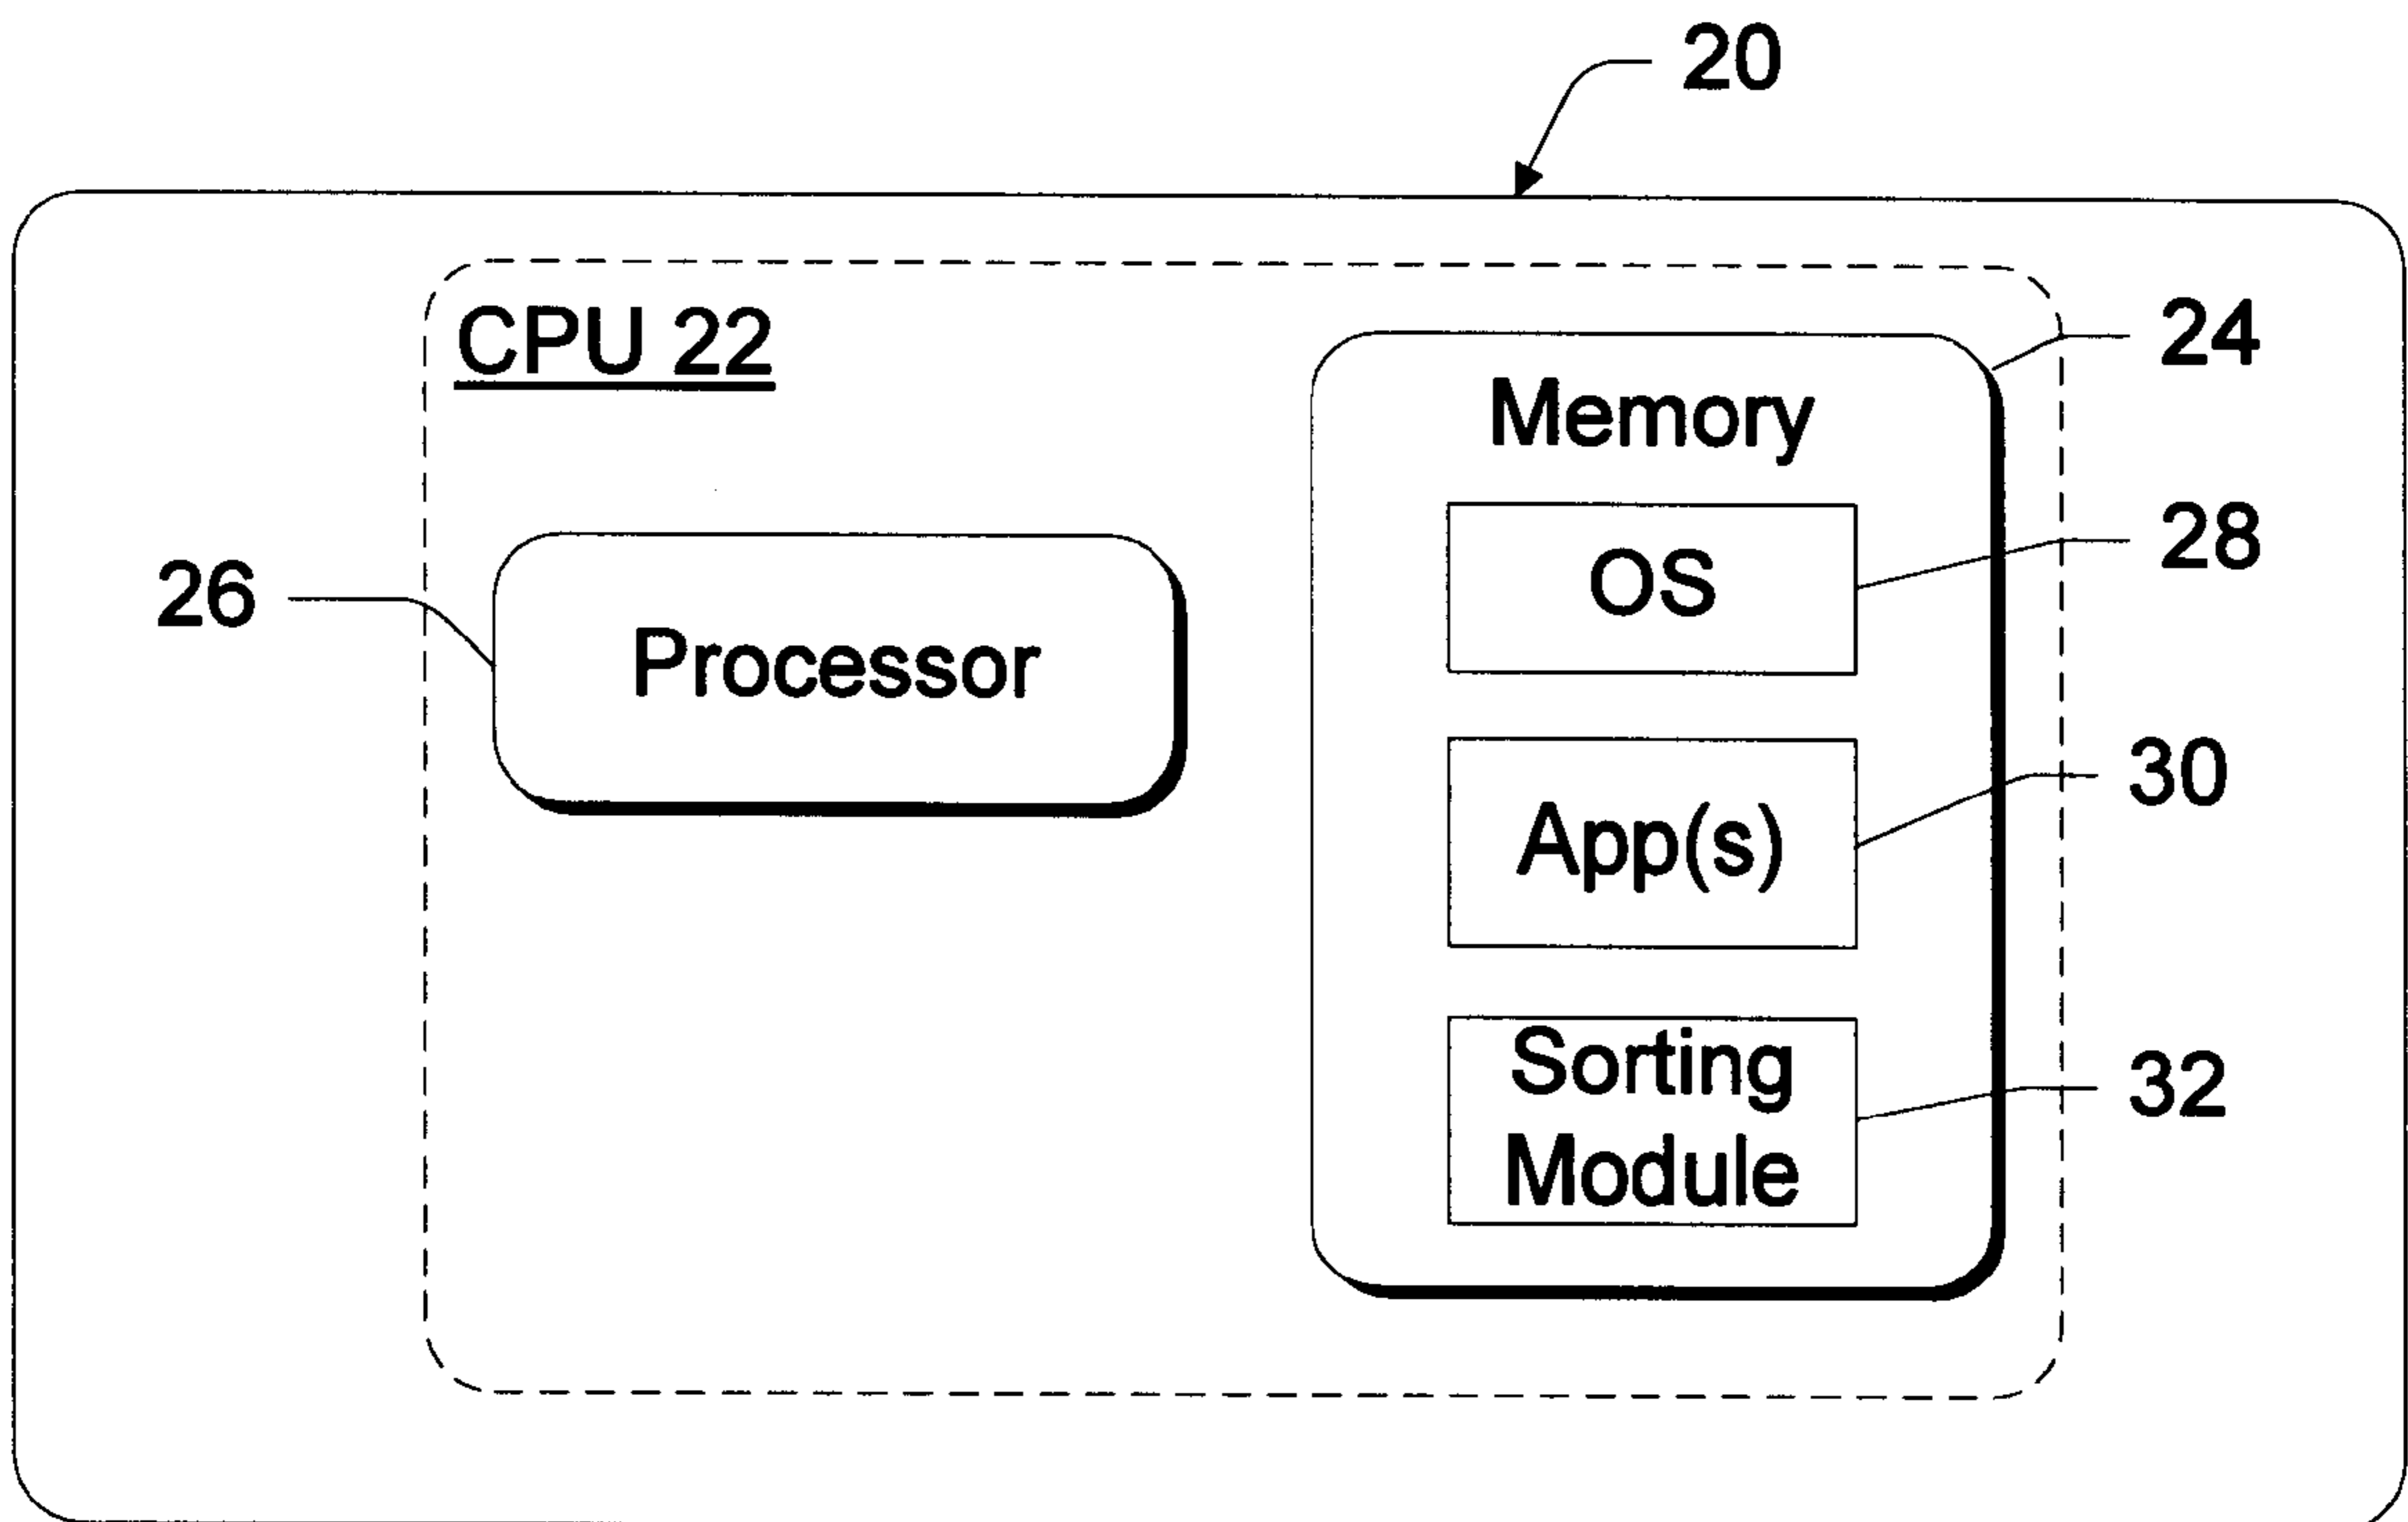 20
CPU 22
24
Memory
28
OS
26
Processor
30
App(s)
Sorting
32
Module